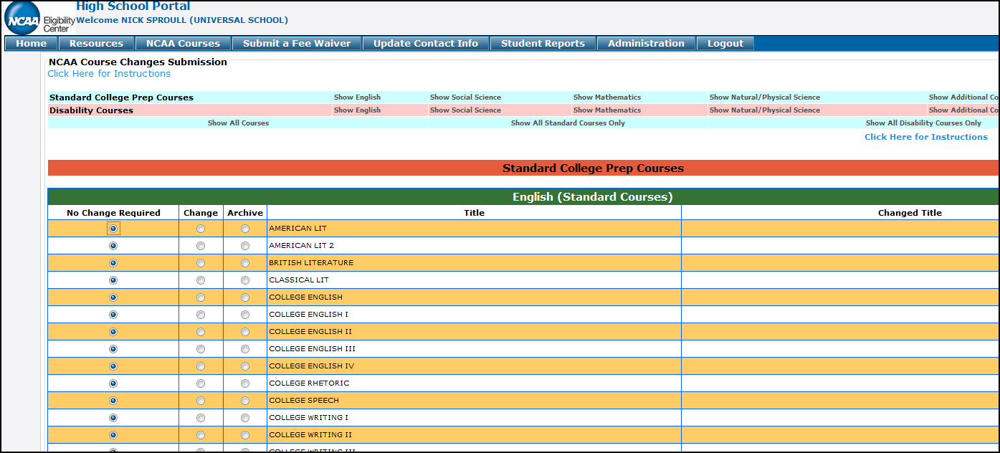 High School Portal
NCAA Eligibility Center
Welcome NICK SPROULL (UNIVERSAL SCHOOL)
Home Resources NCAA Courses Submit a Fee Waiver Update Contact Info Student Reports Administration Logout
NCAA Course Changes Submission
Click Here for Instructions
Standard College Prep Courses Show English Show Social Science Show Mathematics Show Natural/Physical Science Show Additional Co
Disability Courses Show English Show Social Science Show Mathematics Show Natural/Physical Science Show Additional Co
Show All Courses Show All Standard Courses Only Show All Disability Courses Only
Click Here for Instructions
Standard College Prep Courses
English (Standard Courses)
No Change Required Change Archive Title Changed Title
AMERICAN LIT
AMERICAN LIT 2
BRITISH LITERATURE
CLASSICAL LIT
COLLEGE ENGLISH
COLLEGE ENGLISH I
COLLEGE ENGLISH II
COLLEGE ENGLISH III
COLLEGE ENGLISH IV
COLLEGE RHETORIC
COLLEGE SPEECH
COLLEGE WRITING I
COLLEGE WRITING II
COLLEGE WRITING III